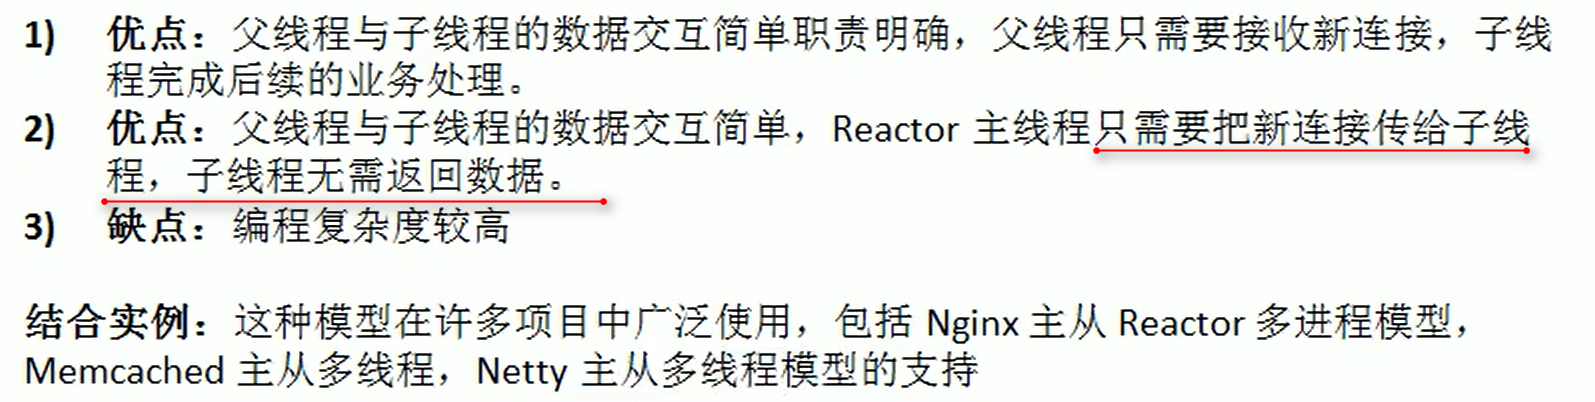 1) 优点：父线程与子线程的数据交互简单职责明确，父线程只需要接收新连接，子线
程完成后续的业务处理。
2) 优点：父线程与子线程的数据交互简单，Reactor 主线程只需要把新连接传给子线
程，子线程无需返回数据。
3) 缺点：编程复杂度较高
结合实例：这种模型在许多项目中广泛使用，包括 Nginx 主从 Reactor 多进程模型，
Memcached 主从多线程，Netty 主从多线程模型的支持